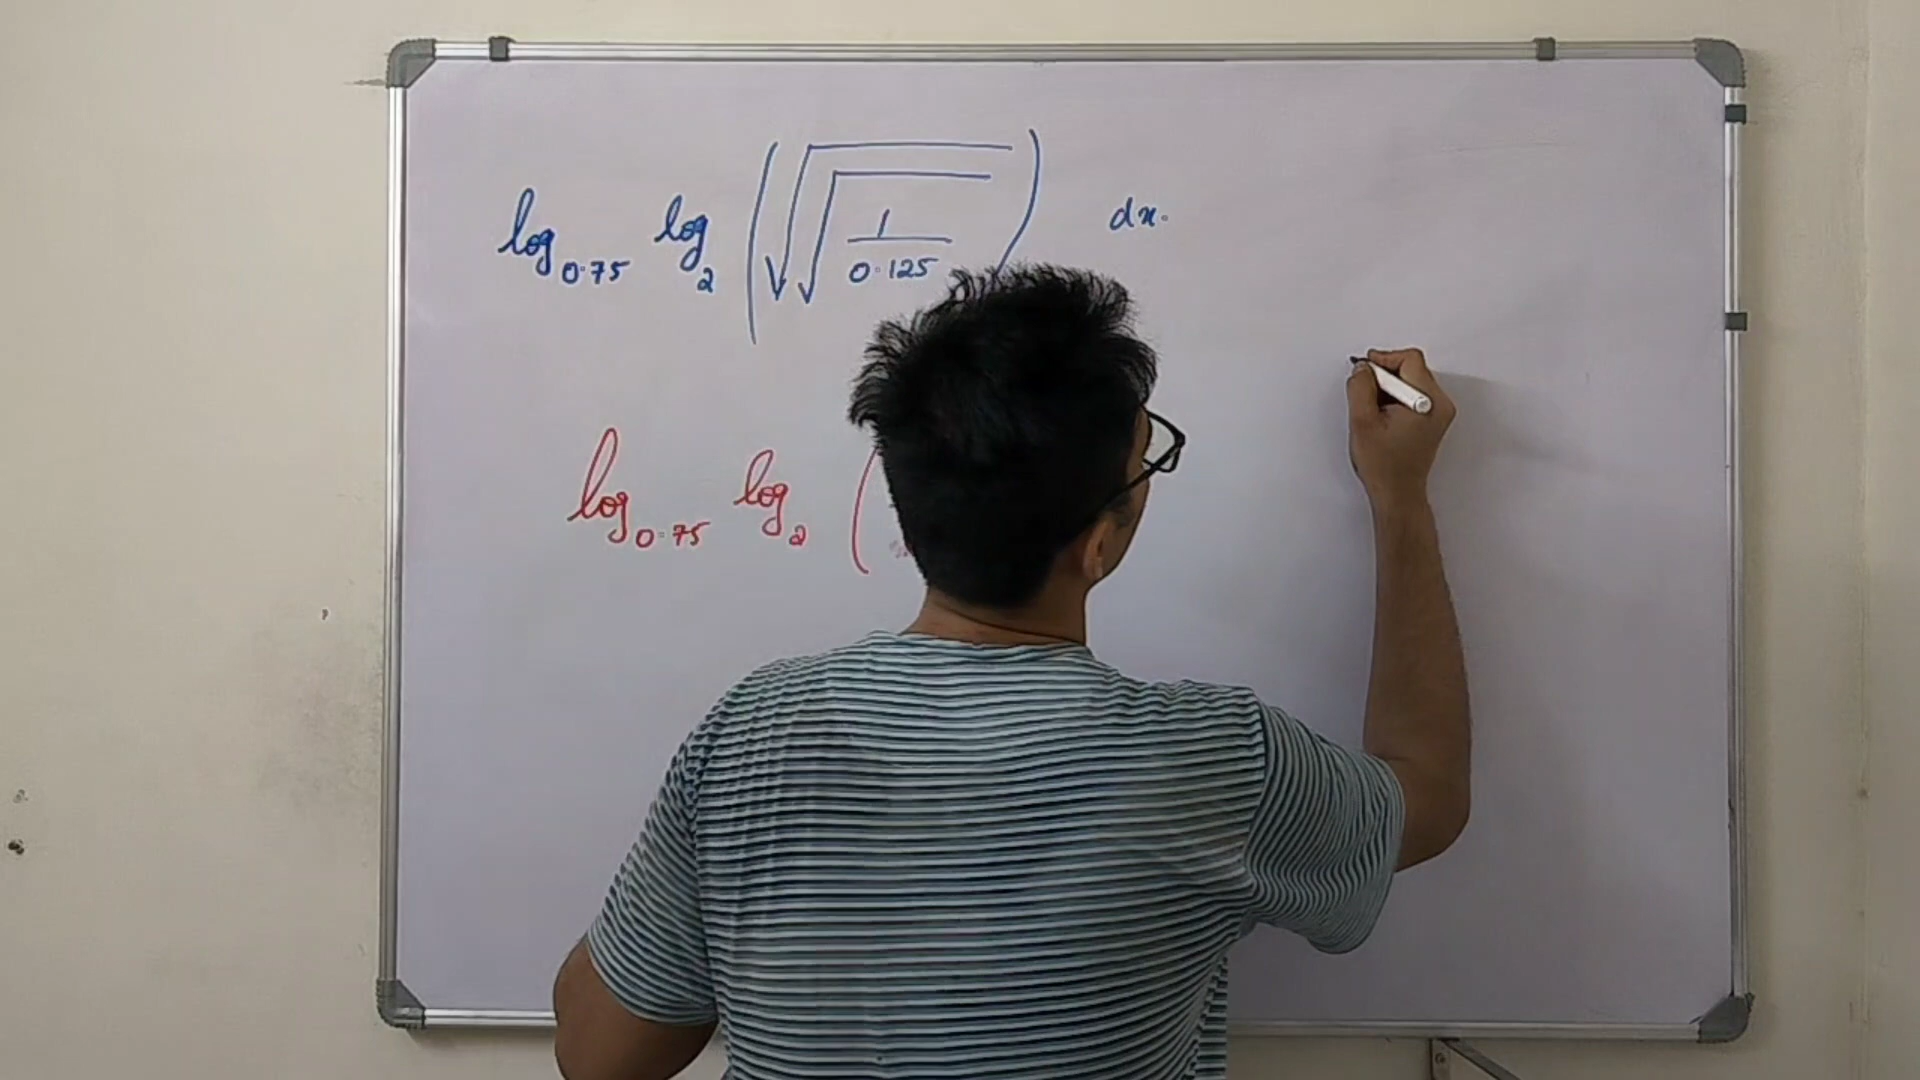 log₀.₇₅ log₂ (√√(1/0.125)) dx.
log₀.₇₅ log₂ (